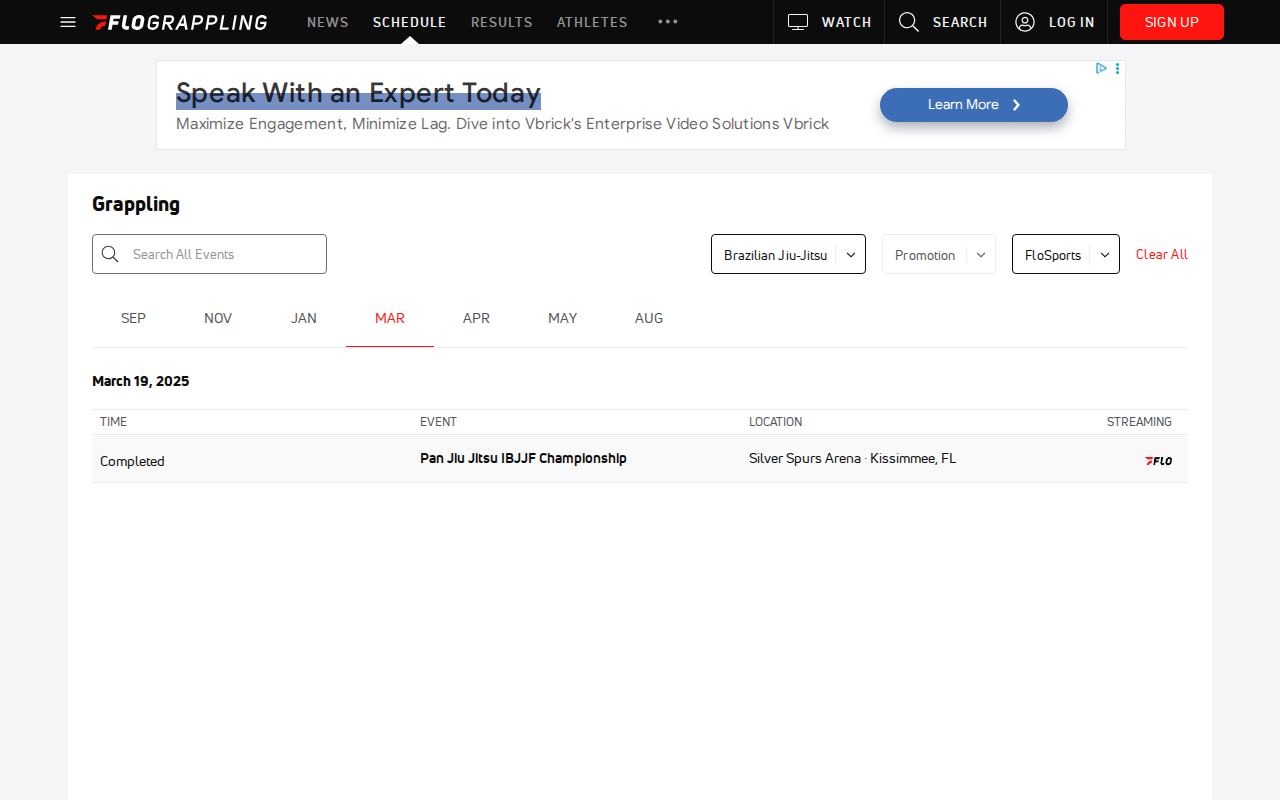 FLOGRAPPLING NEWS SCHEDULE RESULTS ATHLETES WATCH SEARCH LOG IN SIGN UP
Speak With an Expert Today
Maximize Engagement, Minimize Lag. Dive into Vbrick's Enterprise Video Solutions Vbrick
Learn More
Grappling
Search All Events Brazilian Jiu-Jitsu Promotion FloSports Clear All
SEP NOV JAN MAR APR MAY AUG
March 19, 2025
TIME EVENT LOCATION STREAMING
Completed Pan Jiu Jitsu IBJJF Championship Silver Spurs Arena · Kissimmee, FL FLO